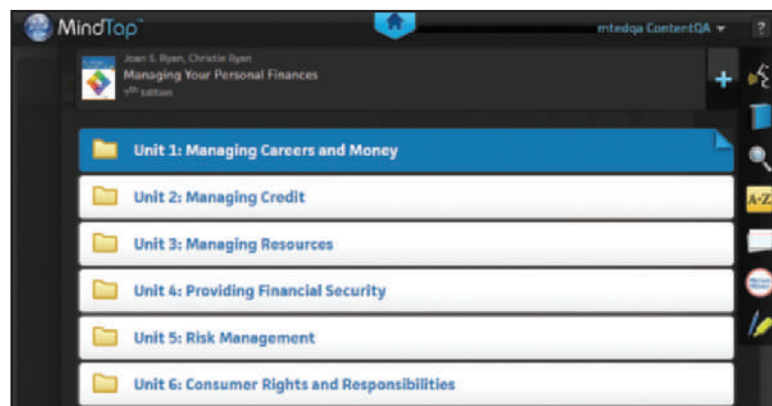 MindTap™
mtedqa ContentQA
?
Joan S. Ryan, Christie Ryan
Managing Your Personal Finances
7th Edition
Unit 1: Managing Careers and Money
Unit 2: Managing Credit
Unit 3: Managing Resources
A-Z
Unit 4: Providing Financial Security
Unit 5: Risk Management
Unit 6: Consumer Rights and Responsibilities